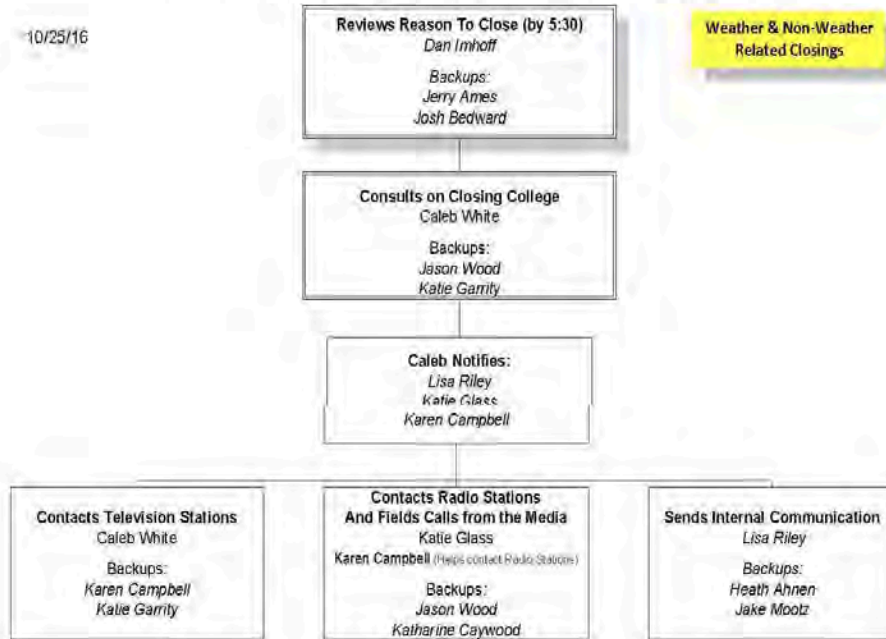 10/25/16
Weather & Non-Weather
Related Closings
Reviews Reason To Close (by 5:30)
Dan Imhoff
Backups:
Jerry Ames
Josh Bedward
Consults on Closing College
Caleb White
Backups:
Jason Wood
Katie Garrity
Caleb Notifies:
Lisa Riley
Katie Glass
Karen Campbell
Contacts Television Stations
Caleb White
Backups:
Karen Campbell
Katie Garrity
Contacts Radio Stations
And Fields Calls from the Media
Katie Glass
Karen Campbell (Helps contact Radio Stations)
Backups:
Jason Wood
Katharine Caywood
Sends Internal Communication
Lisa Riley
Backups:
Heath Ahnen
Jake Mootz